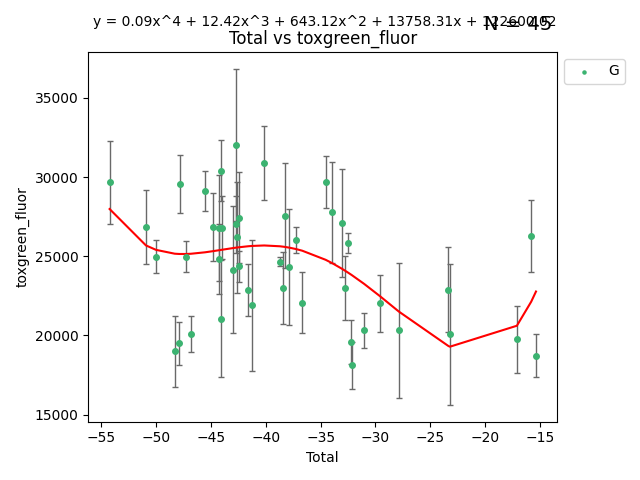 y = 0.09x^4 + 12.42x^3 + 643.12x^2 + 13758.31x +
N = 45
Total vs toxgreen_fluor
G
35000
30000
25000
20000
15000
toxgreen_fluor
−55 −50 −45 −40 −35 −30 −25 −20 −15
Total